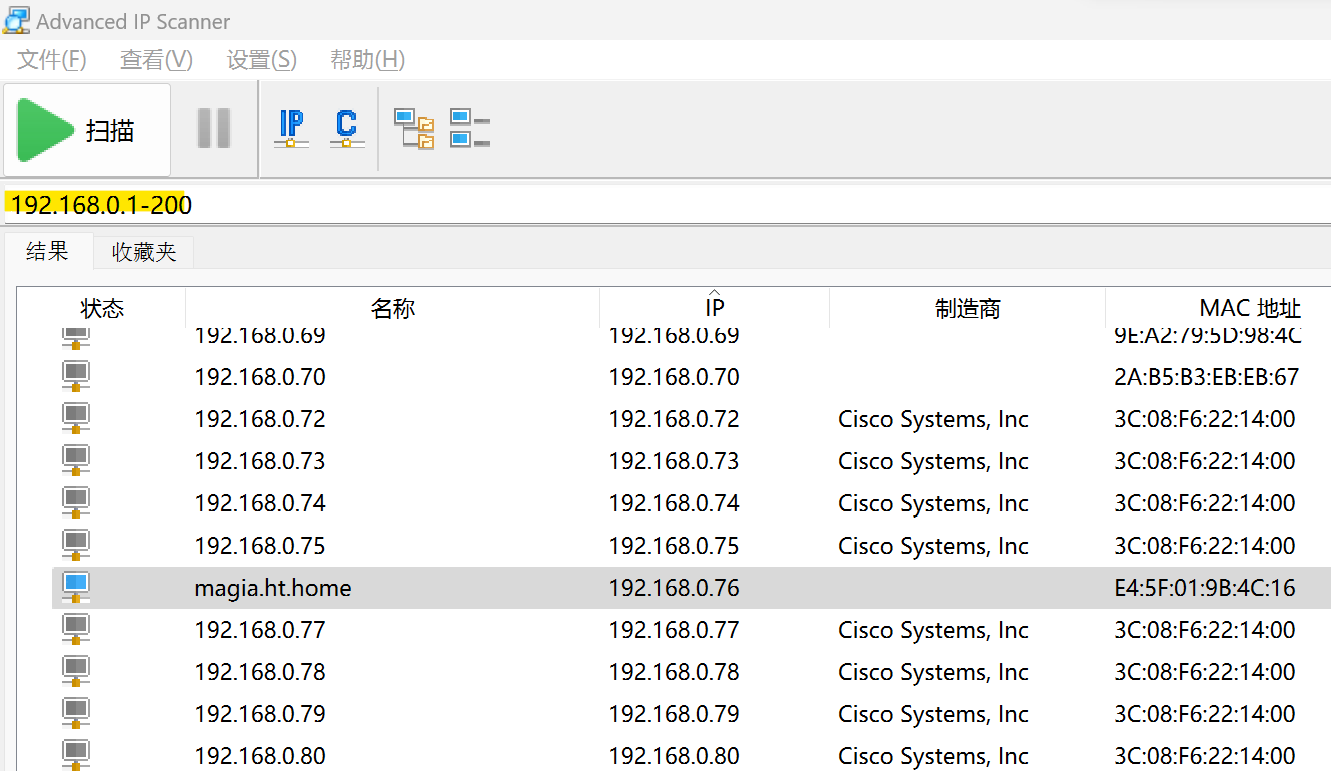 Advanced IP Scanner
文件(F) 查看(V) 设置(S) 帮助(H)
扫描 IP C
192.168.0.1-200
结果 收藏夹
状态 名称 IP 制造商 MAC 地址
192.168.0.69 192.168.0.69 9E:A2:79:5D:98:4C
192.168.0.70 192.168.0.70 2A:B5:B3:EB:EB:67
192.168.0.72 192.168.0.72 Cisco Systems, Inc 3C:08:F6:22:14:00
192.168.0.73 192.168.0.73 Cisco Systems, Inc 3C:08:F6:22:14:00
192.168.0.74 192.168.0.74 Cisco Systems, Inc 3C:08:F6:22:14:00
192.168.0.75 192.168.0.75 Cisco Systems, Inc 3C:08:F6:22:14:00
magia.ht.home 192.168.0.76 E4:5F:01:9B:4C:16
192.168.0.77 192.168.0.77 Cisco Systems, Inc 3C:08:F6:22:14:00
192.168.0.78 192.168.0.78 Cisco Systems, Inc 3C:08:F6:22:14:00
192.168.0.79 192.168.0.79 Cisco Systems, Inc 3C:08:F6:22:14:00
192.168.0.80 192.168.0.80 Cisco Systems, Inc 3C:08:F6:22:14:00